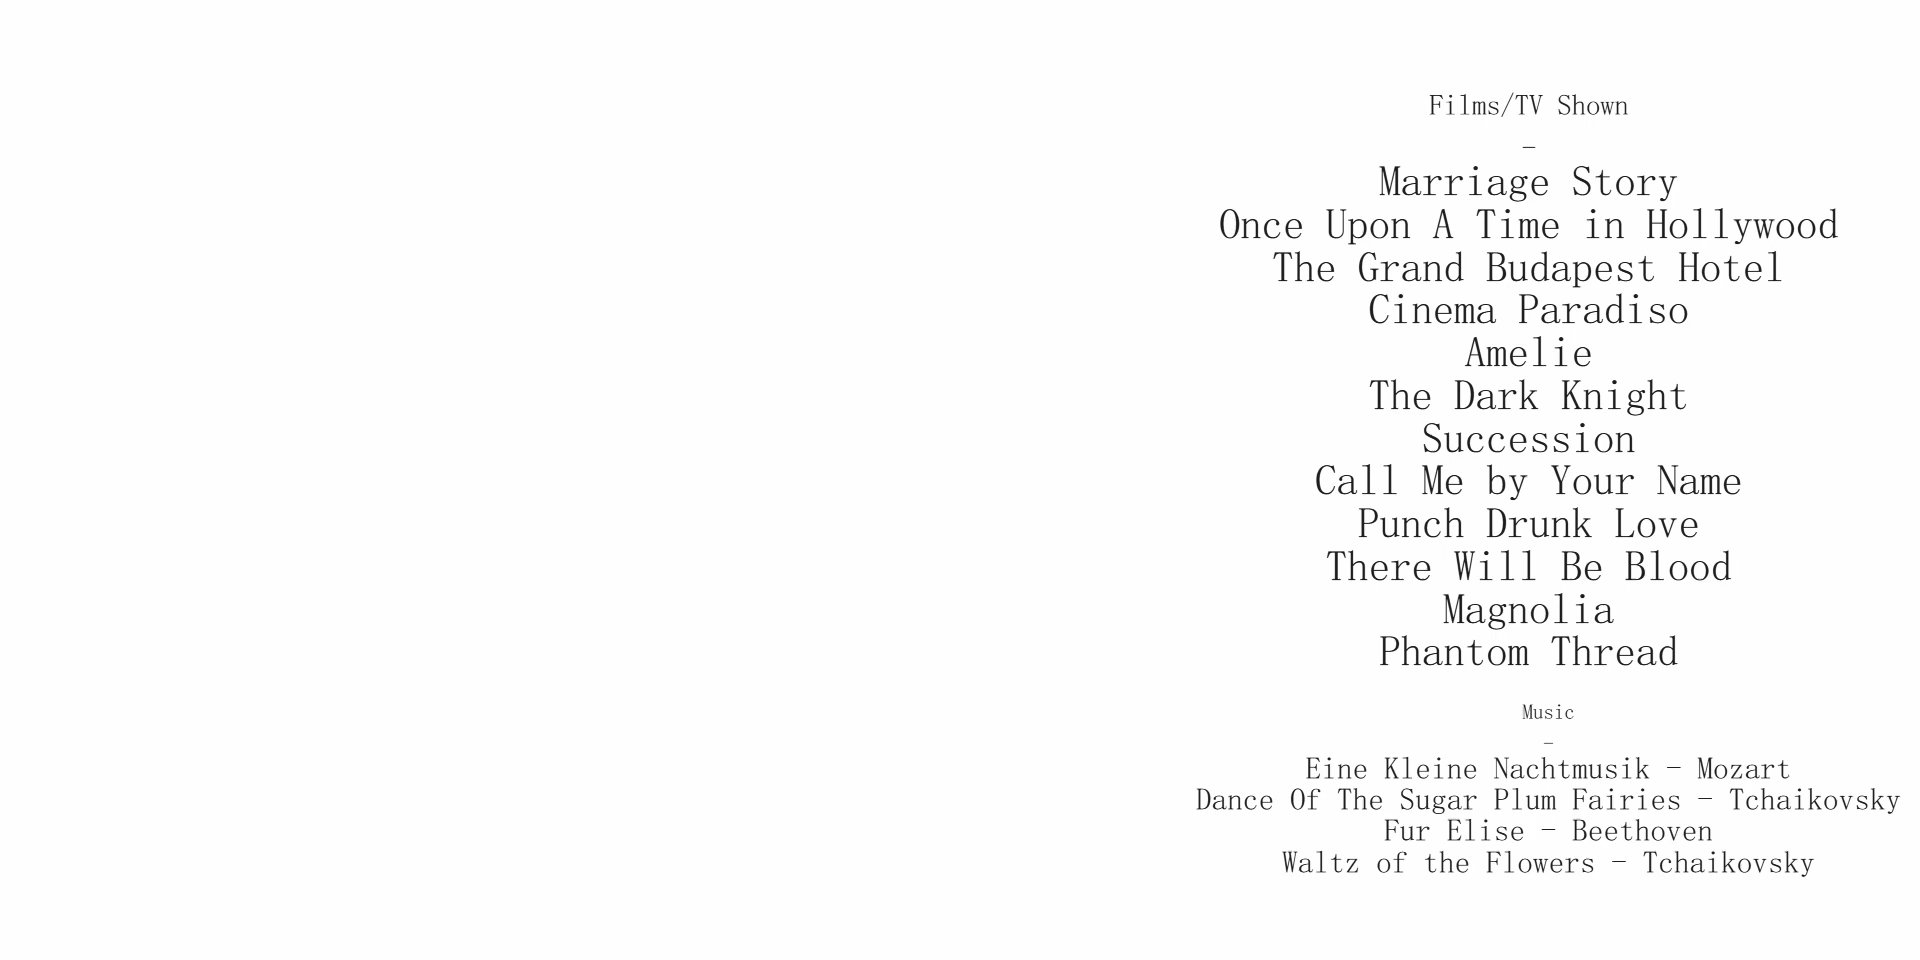 Films/TV Shown
–
Marriage Story
Once Upon A Time in Hollywood
The Grand Budapest Hotel
Cinema Paradiso
Amelie
The Dark Knight
Succession
Call Me by Your Name
Punch Drunk Love
There Will Be Blood
Magnolia
Phantom Thread
Music
–
Eine Kleine Nachtmusik – Mozart
Dance Of The Sugar Plum Fairies – Tchaikovsky
Fur Elise – Beethoven
Waltz of the Flowers – Tchaikovsky